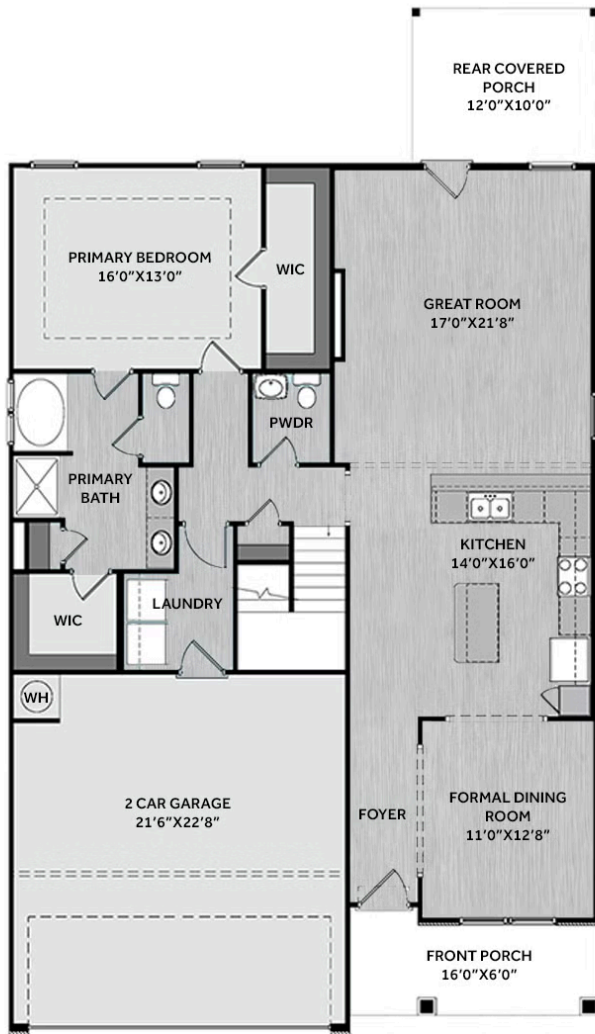 REAR COVERED
PORCH
12'0"X10'0"
PRIMARY BEDROOM
16'0"X13'0"
WIC
GREAT ROOM
17'0"X21'8"
PWDR
PRIMARY
BATH
KITCHEN
14'0"X16'0"
LAUNDRY
WIC
WH
2 CAR GARAGE
21'6"X22'8"
FOYER
FORMAL DINING
ROOM
11'0"X12'8"
FRONT PORCH
16'0"X6'0"